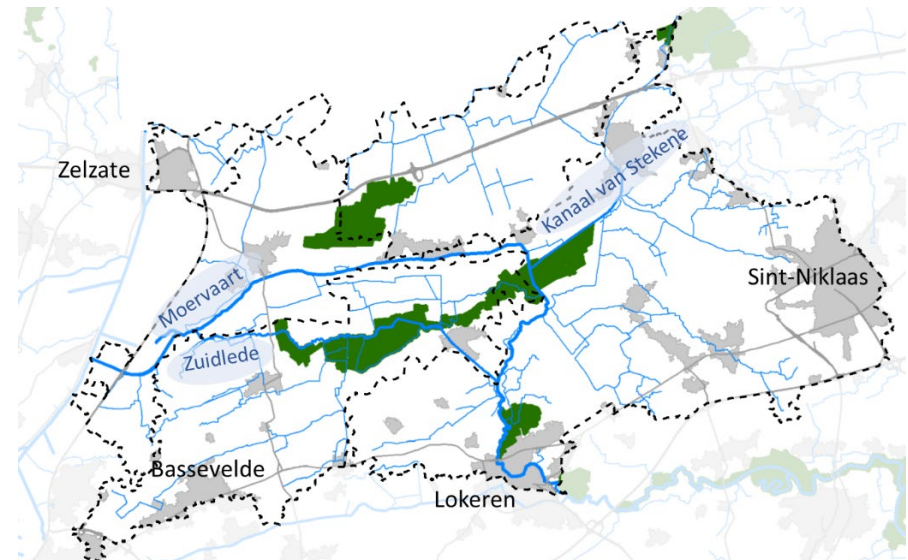 Zelzate
Kanaal van Stekene
Moervaart
Sint-Niklaas
Zuidlede
Bassevelde
Lokeren